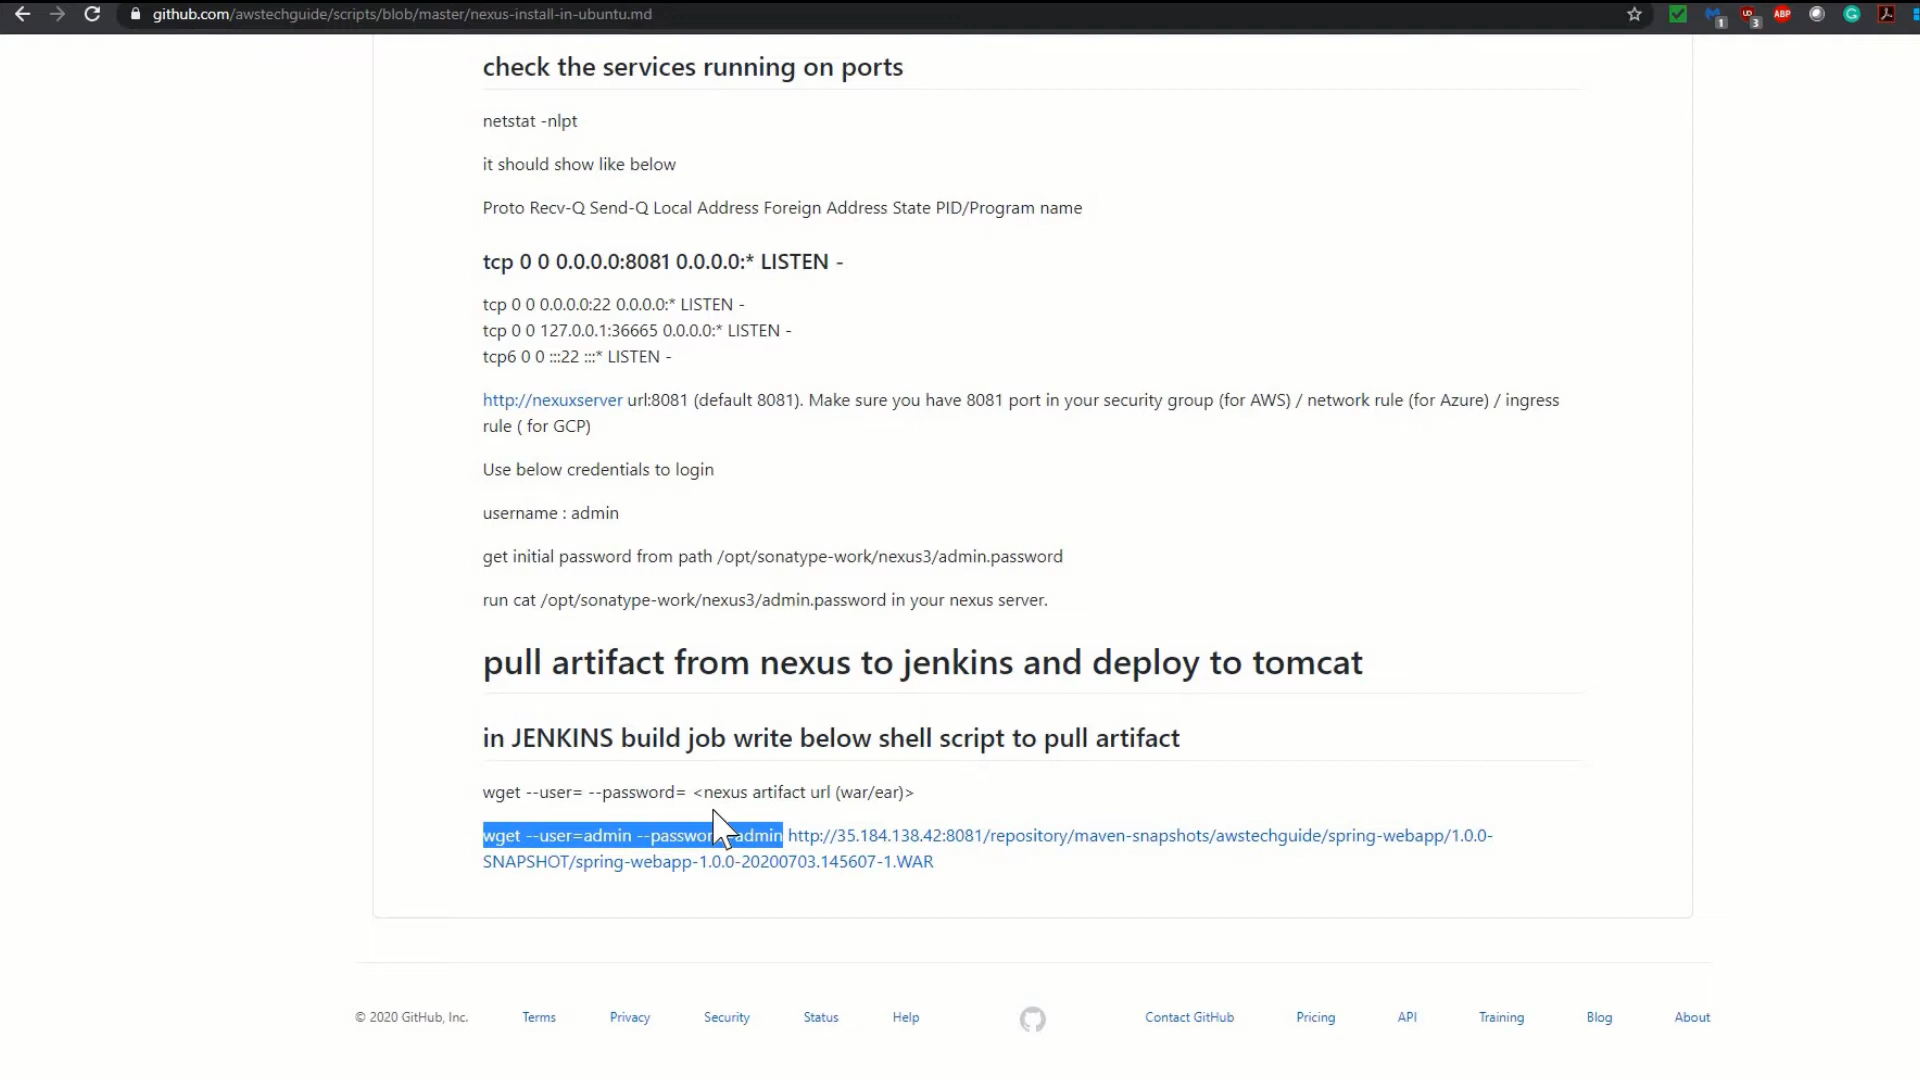 github.com/awstechguide/scripts/blob/master/nexus-install-in-ubuntu.md
1
UD
3
ABP
G
check the services running on ports
netstat -nlpt
it should show like below
Proto Recv-Q Send-Q Local Address Foreign Address State PID/Program name
tcp 0 0 0.0.0.0:8081 0.0.0.0:* LISTEN -
tcp 0 0 0.0.0.0:22 0.0.0.0:* LISTEN -
tcp 0 0 127.0.0.1:36665 0.0.0.0:* LISTEN -
tcp6 0 0 :::22 :::* LISTEN -
http://nexuxserver url:8081 (default 8081). Make sure you have 8081 port in your security group (for AWS) / network rule (for Azure) / ingress
rule ( for GCP)
Use below credentials to login
username : admin
get initial password from path /opt/sonatype-work/nexus3/admin.password
run cat /opt/sonatype-work/nexus3/admin.password in your nexus server.
pull artifact from nexus to jenkins and deploy to tomcat
in JENKINS build job write below shell script to pull artifact
wget --user= --password= <nexus artifact url (war/ear)>
wget --user=admin --password=admin http://35.184.138.42:8081/repository/maven-snapshots/awstechguide/spring-webapp/1.0.0-
SNAPSHOT/spring-webapp-1.0.0-20200703.145607-1.WAR
© 2020 GitHub, Inc. Terms Privacy Security Status Help Contact GitHub Pricing API Training Blog About